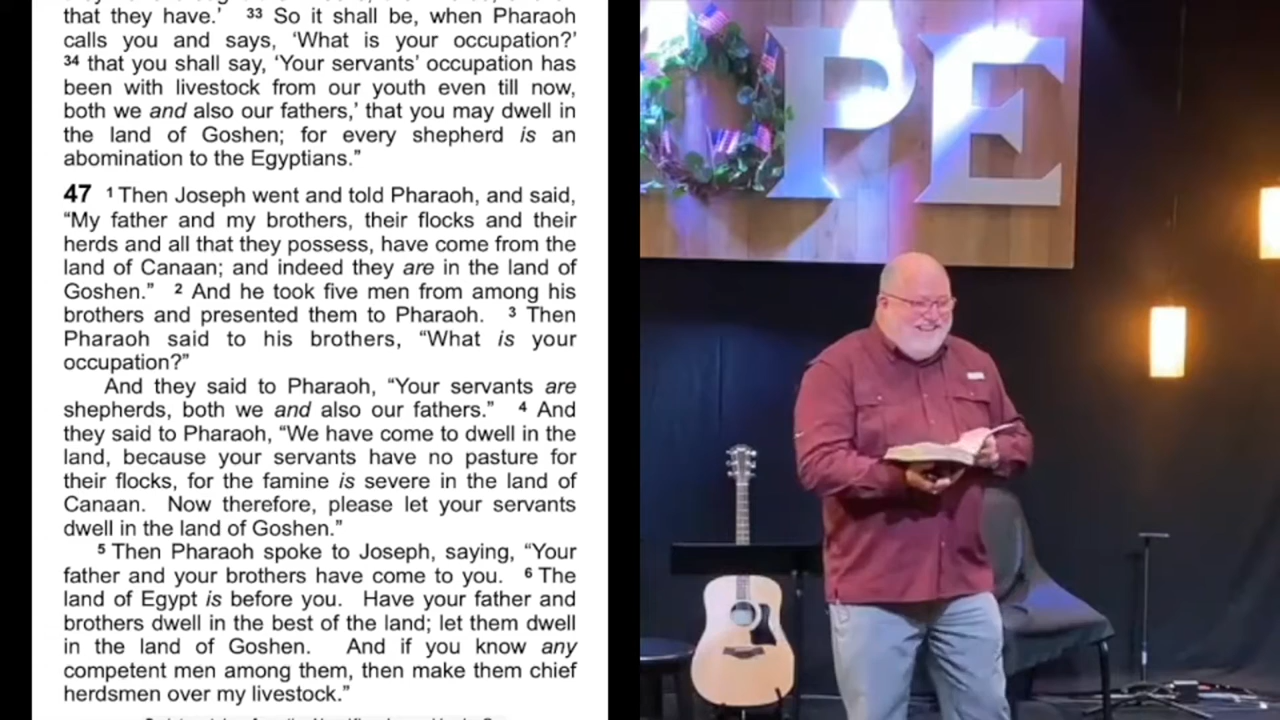 that they have.’ 33 So it shall be, when Pharaoh
calls you and says, ‘What is your occupation?’
34 that you shall say, ‘Your servants’ occupation has
been with livestock from our youth even till now,
both we and also our fathers,’ that you may dwell in
the land of Goshen; for every shepherd is an
abomination to the Egyptians.”
47 1 Then Joseph went and told Pharaoh, and said,
“My father and my brothers, their flocks and their
herds and all that they possess, have come from the
land of Canaan; and indeed they are in the land of
Goshen.” 2 And he took five men from among his
brothers and presented them to Pharaoh. 3 Then
Pharaoh said to his brothers, “What is your
occupation?”
And they said to Pharaoh, “Your servants are
shepherds, both we and also our fathers.” 4 And
they said to Pharaoh, “We have come to dwell in the
land, because your servants have no pasture for
their flocks, for the famine is severe in the land of
Canaan. Now therefore, please let your servants
dwell in the land of Goshen.”
5 Then Pharaoh spoke to Joseph, saying, “Your
father and your brothers have come to you. 6 The
land of Egypt is before you. Have your father and
brothers dwell in the best of the land; let them dwell
in the land of Goshen. And if you know any
competent men among them, then make them chief
herdsmen over my livestock.”
PE